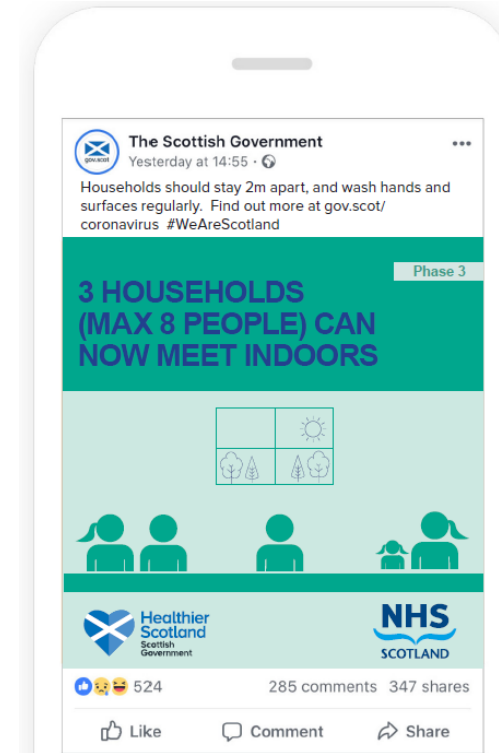 The Scottish Government
Yesterday at 14:55 ·
Households should stay 2m apart, and wash hands and
surfaces regularly. Find out more at gov.scot/
coronavirus #WeAreScotland
Phase 3
3 HOUSEHOLDS
(MAX 8 PEOPLE) CAN
NOW MEET INDOORS
Healthier
Scotland
Scottish
Government
NHS
SCOTLAND
524
285 comments 347 shares
Like
Comment
Share
gov.scot